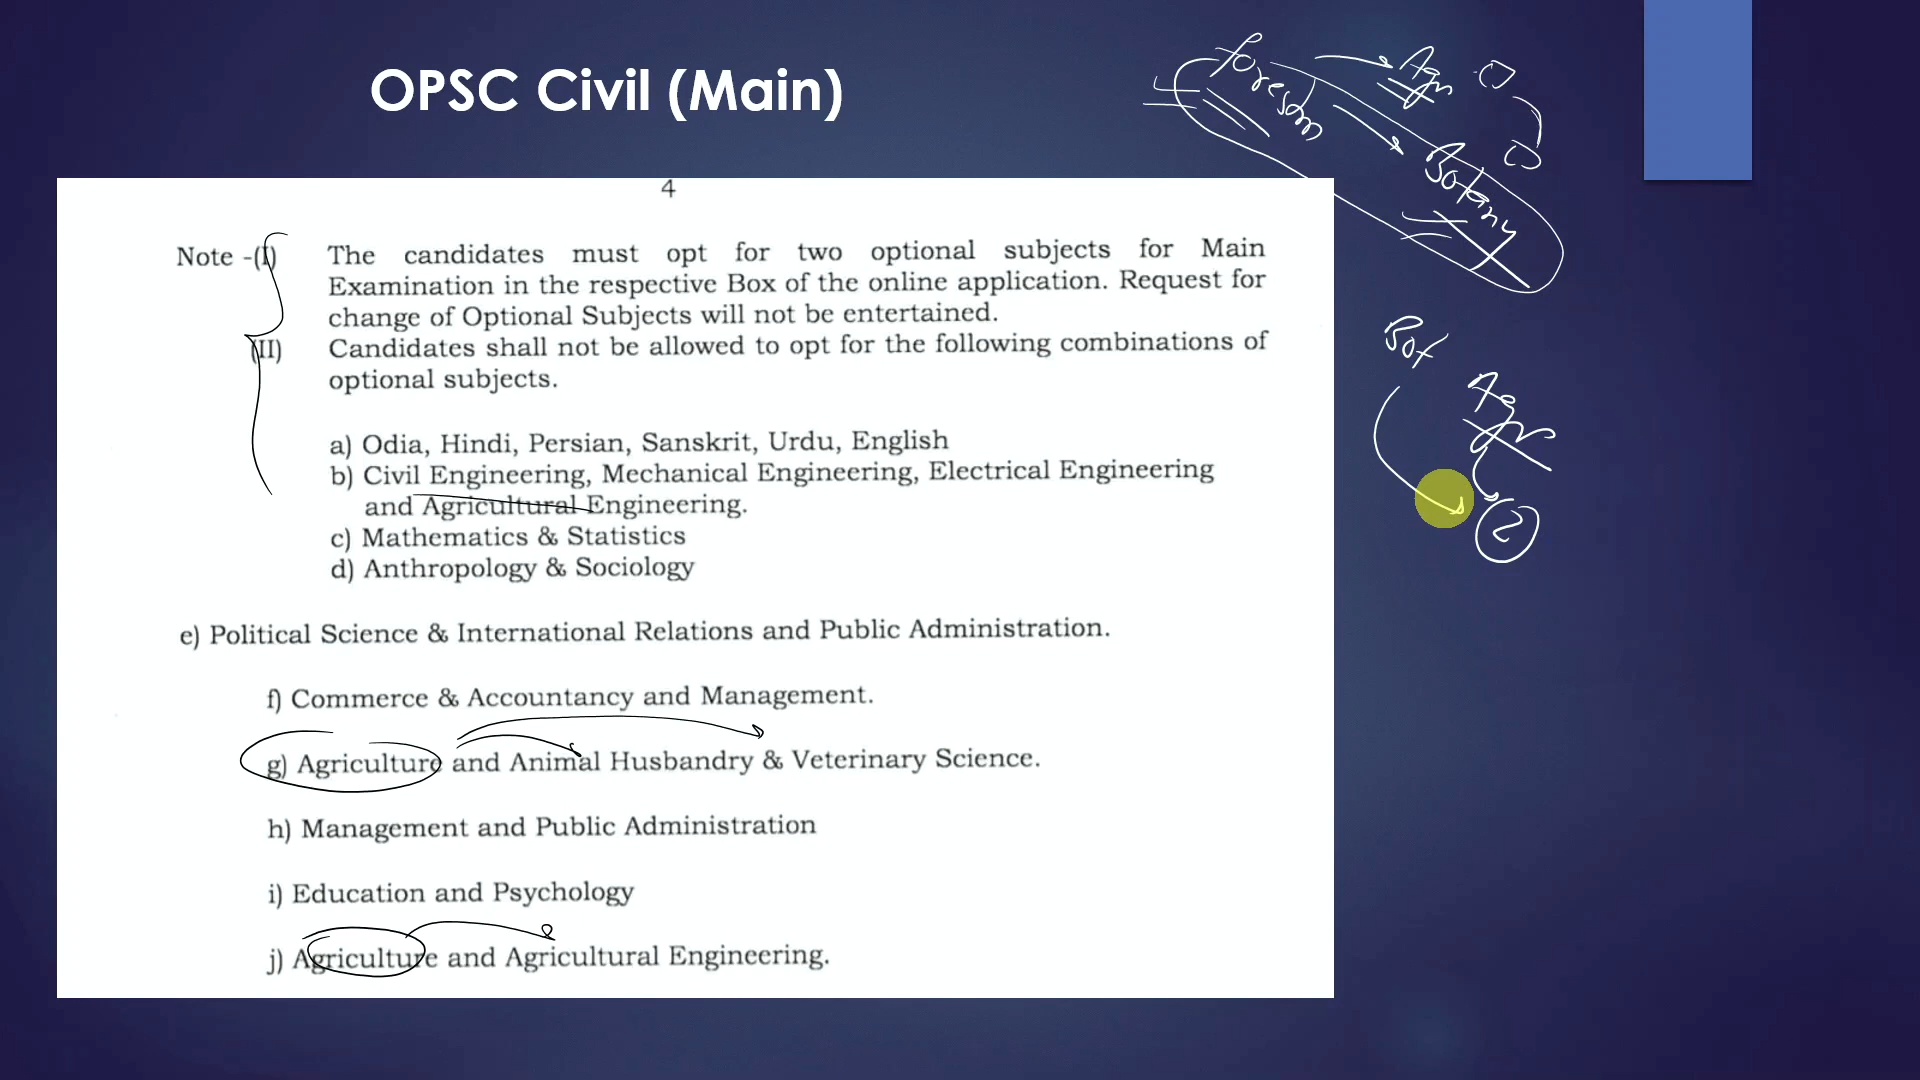 OPSC Civil (Main)
4
Note -(I) The candidates must opt for two optional subjects for Main
Examination in the respective Box of the online application. Request for
change of Optional Subjects will not be entertained.
(II) Candidates shall not be allowed to opt for the following combinations of
optional subjects.
a) Odia, Hindi, Persian, Sanskrit, Urdu, English
b) Civil Engineering, Mechanical Engineering, Electrical Engineering
and Agricultural Engineering.
c) Mathematics & Statistics
d) Anthropology & Sociology
e) Political Science & International Relations and Public Administration.
f) Commerce & Accountancy and Management.
g) Agriculture and Animal Husbandry & Veterinary Science.
h) Management and Public Administration
i) Education and Psychology
j) Agriculture and Agricultural Engineering.
Agr
Botany
Bot
Agr
2